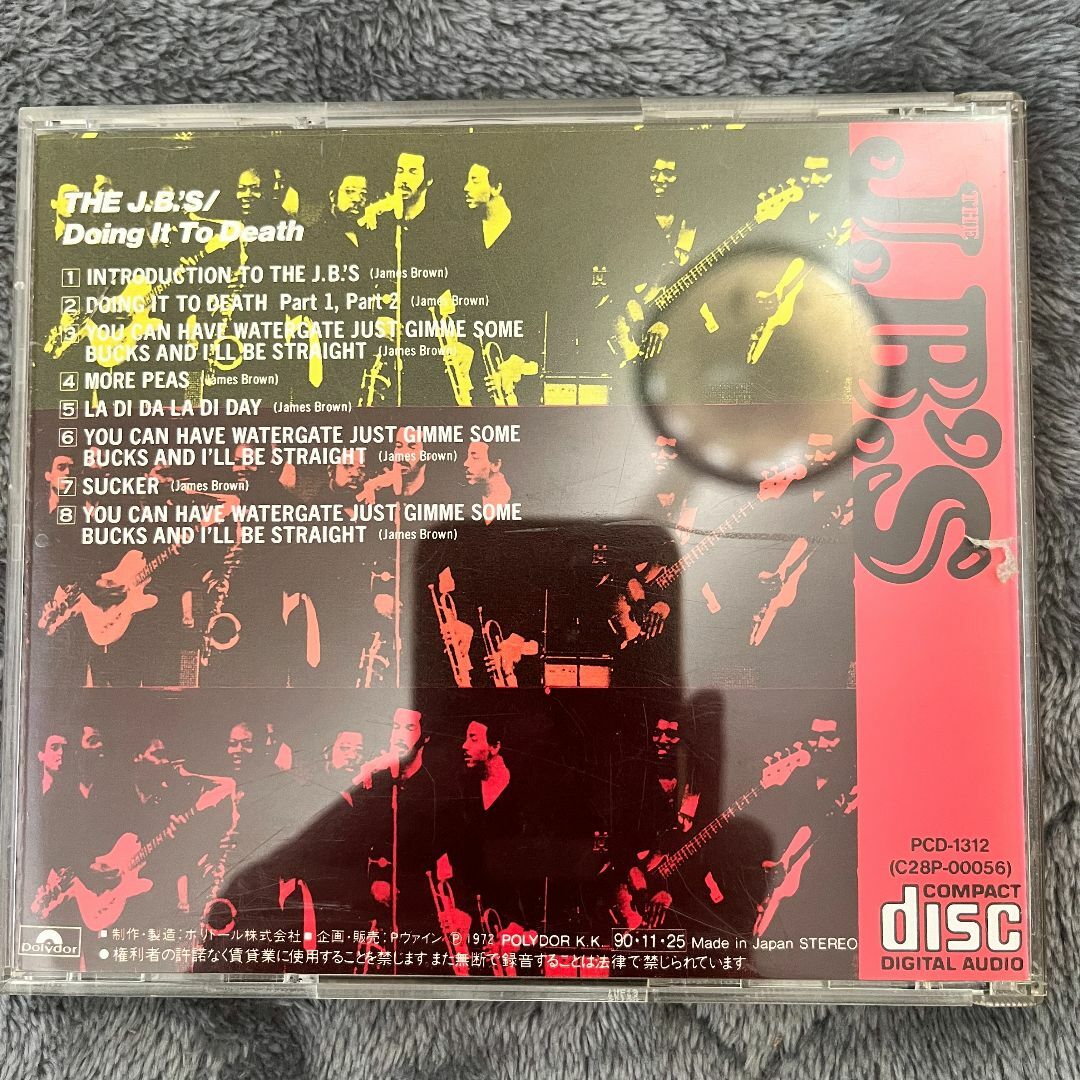 THE J.B.'S/
Doing It To Death
1 INTRODUCTION TO THE J.B.'S (James Brown)
2 DOING IT TO DEATH Part 1, Part 2 (James Brown)
3 YOU CAN HAVE WATERGATE JUST GIMME SOME
BUCKS AND I'LL BE STRAIGHT (James Brown)
4 MORE PEAS (James Brown)
5 LA DI DA LA DI DAY (James Brown)
6 YOU CAN HAVE WATERGATE JUST GIMME SOME
BUCKS AND I'LL BE STRAIGHT (James Brown)
7 SUCKER (James Brown)
8 YOU CAN HAVE WATERGATE JUST GIMME SOME
BUCKS AND I'LL BE STRAIGHT (James Brown)
THE J.B.'S
PCD-1312
(C28P-00056)
COMPACT
disc
DIGITAL AUDIO
polydor
■ 制作・製造:ポリドール株式会社 ■ 企画・販売:Pヴァイン ℗ 1972 POLYDOR K.K. 90・11・25 Made in Japan STEREO
● 権利者の許諾なく賃貸業に使用することを禁じます また無断で録音することは法律で禁じられています